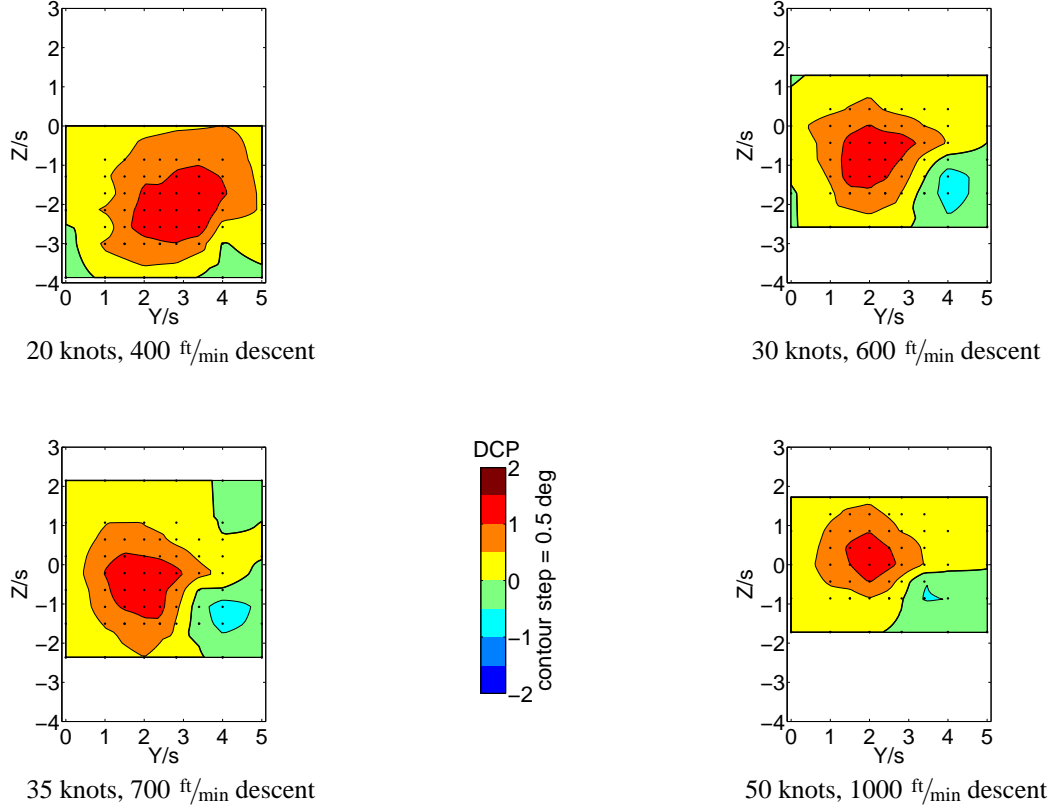 3
2
1
0
−1
−2
−3
−4
Z/s
0 1 2 3 4 5
Y/s
20 knots, 400 ft/min descent
3
2
1
0
−1
−2
−3
−4
Z/s
0 1 2 3 4 5
Y/s
30 knots, 600 ft/min descent
3
2
1
0
−1
−2
−3
−4
Z/s
0 1 2 3 4 5
Y/s
35 knots, 700 ft/min descent
DCP
2
1
0
−1
−2
contour step = 0.5 deg
3
2
1
0
−1
−2
−3
−4
Z/s
0 1 2 3 4 5
Y/s
50 knots, 1000 ft/min descent